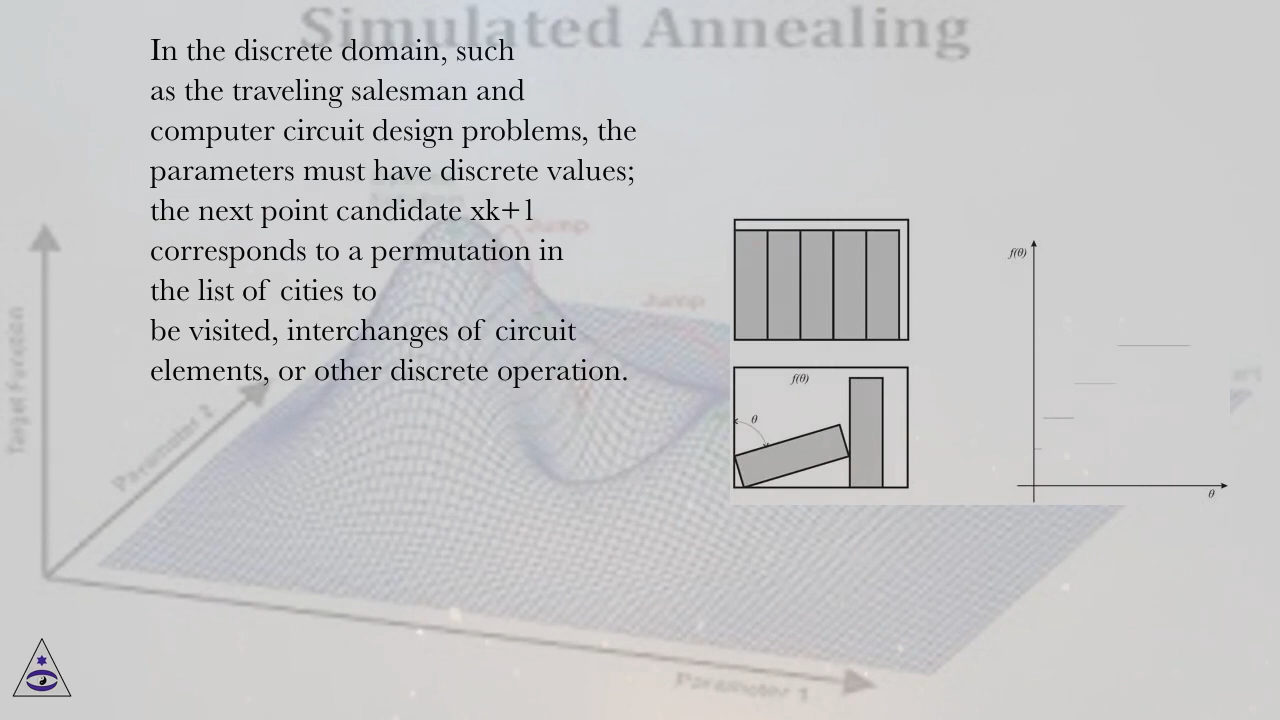 Simulated Annealing
In the discrete domain, such
as the traveling salesman and
computer circuit design problems, the
parameters must have discrete values;
the next point candidate xk+1
corresponds to a permutation in
the list of cities to
be visited, interchanges of circuit
elements, or other discrete operation.
Jump
Jump
Target Function
Parameter 2
Parameter 1
f(θ)
θ
f(θ)
θ